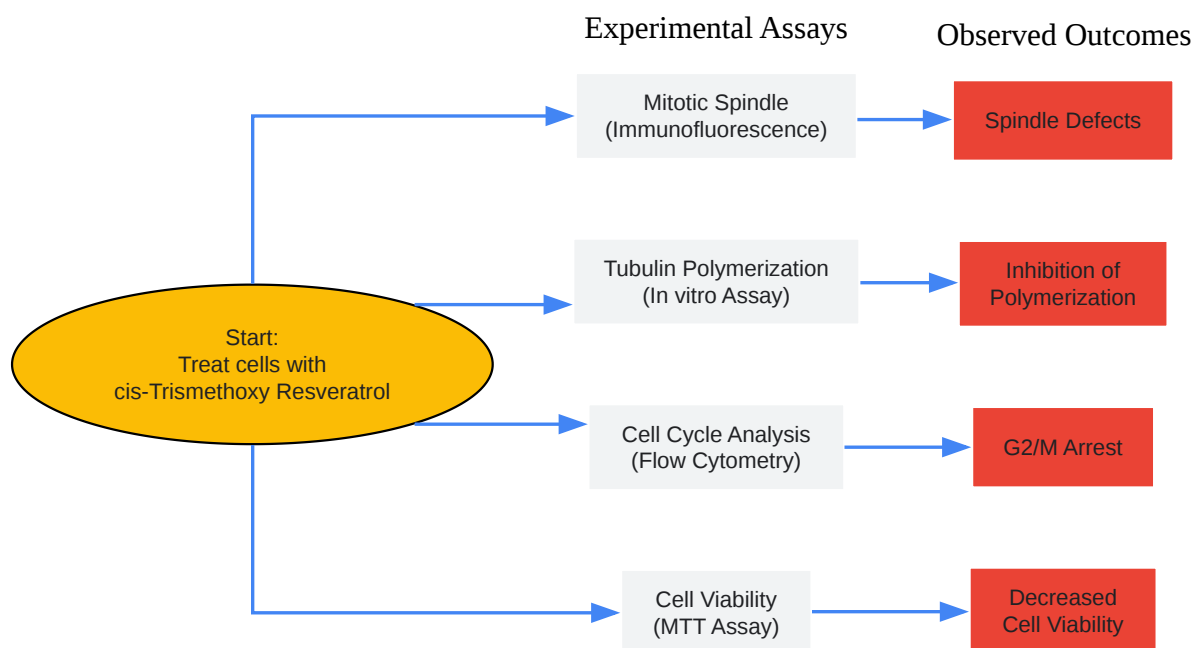 Experimental Assays
Observed Outcomes
Mitotic Spindle
(Immunofluorescence)
Spindle Defects
Tubulin Polymerization
(In vitro Assay)
Inhibition of
Polymerization
Start:
Treat cells with
cis-Trismethoxy Resveratrol
Cell Cycle Analysis
(Flow Cytometry)
G2/M Arrest
Cell Viability
(MTT Assay)
Decreased
Cell Viability